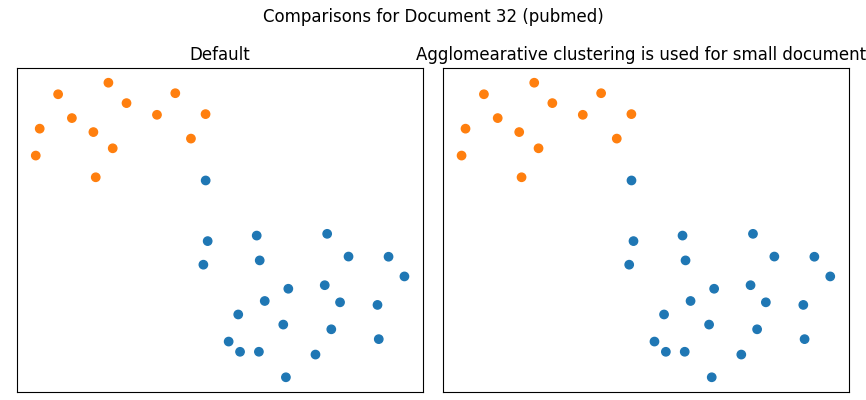 Comparisons for Document 32 (pubmed)
Default
Agglomearative clustering is used for small document